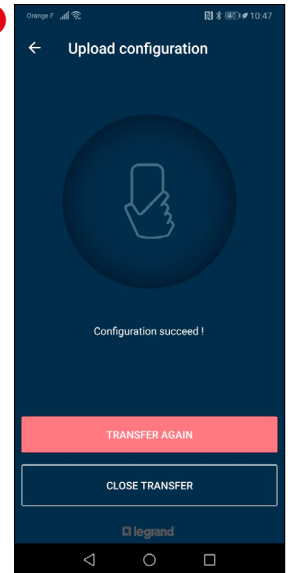 Orange F 10:47
Upload configuration
Configuration succeed !
TRANSFER AGAIN
CLOSE TRANSFER
legrand